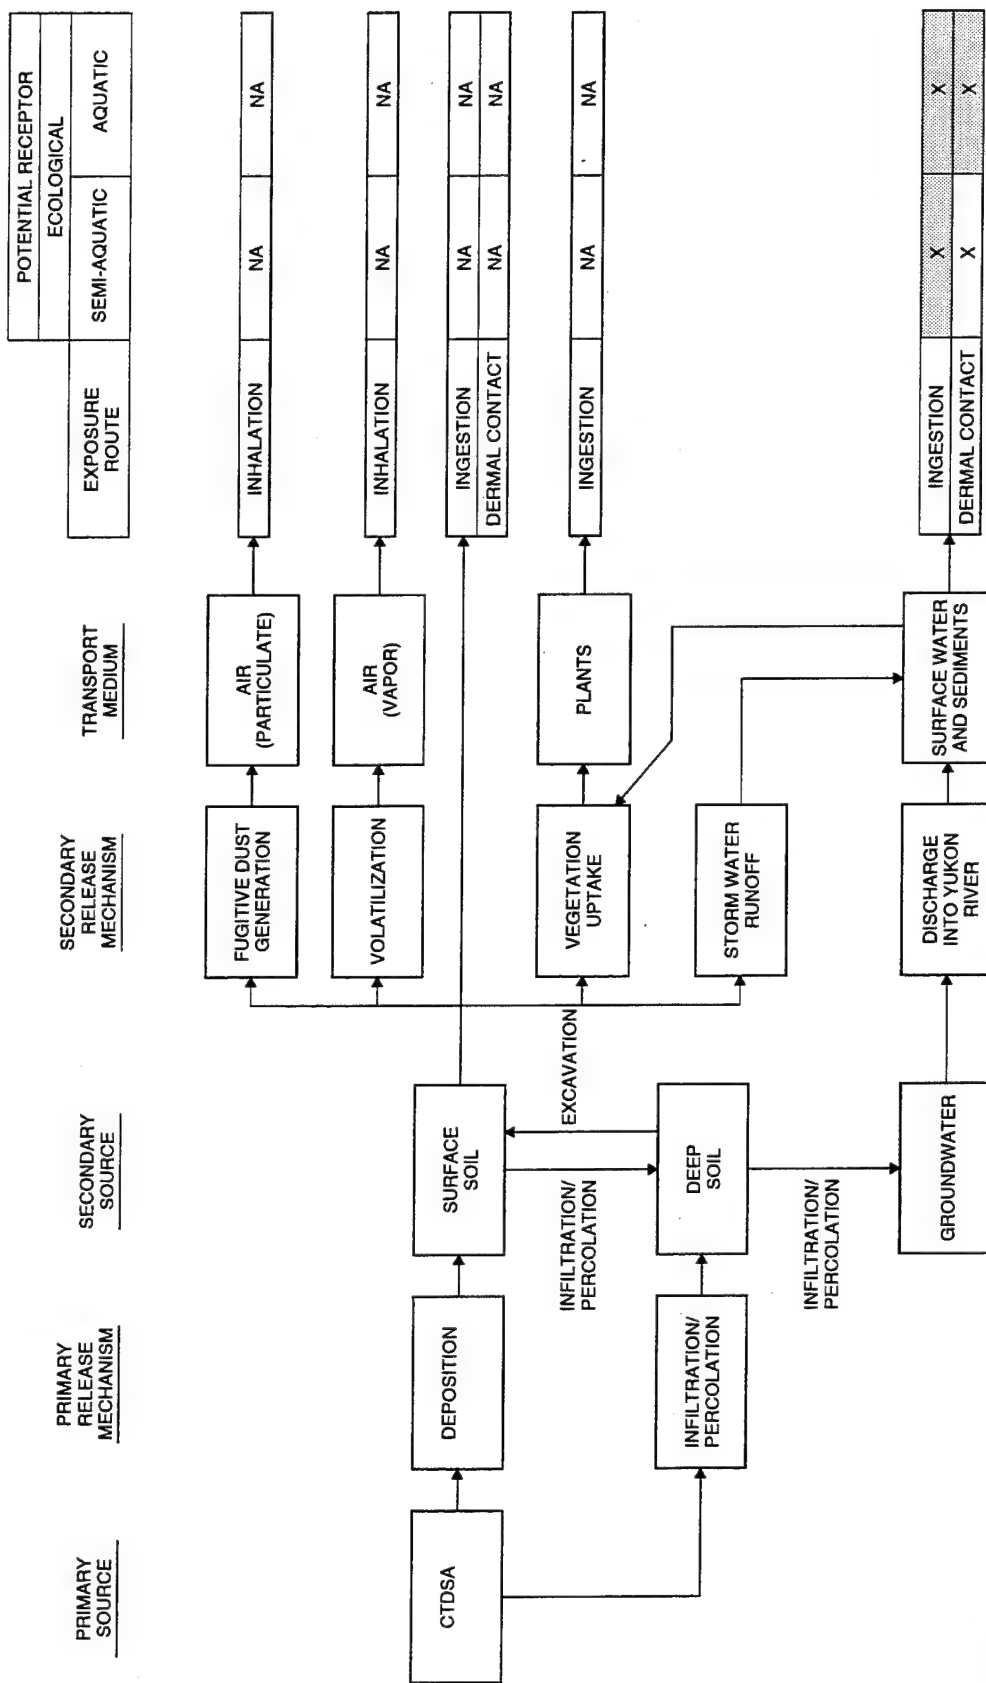 PRIMARY
SOURCE
PRIMARY
RELEASE
MECHANISM
SECONDARY
SOURCE
SECONDARY
RELEASE
MECHANISM
TRANSPORT
MEDIUM
EXPOSURE
ROUTE
POTENTIAL RECEPTOR
ECOLOGICAL
SEMI-AQUATIC
AQUATIC
FUGITIVE DUST
GENERATION
AIR
(PARTICULATE)
INHALATION
NA
NA
VOLATILIZATION
AIR
(VAPOR)
INHALATION
NA
NA
CTDSA
DEPOSITION
SURFACE
SOIL
INGESTION
NA
NA
DERMAL CONTACT
NA
NA
INFILTRATION/
PERCOLATION
EXCAVATION
VEGETATION
UPTAKE
PLANTS
INGESTION
NA
NA
INFILTRATION/
PERCOLATION
DEEP
SOIL
STORM WATER
RUNOFF
INFILTRATION/
PERCOLATION
GROUNDWATER
DISCHARGE
INTO YUKON
RIVER
SURFACE WATER
AND SEDIMENTS
INGESTION
X
X
DERMAL CONTACT
X
X